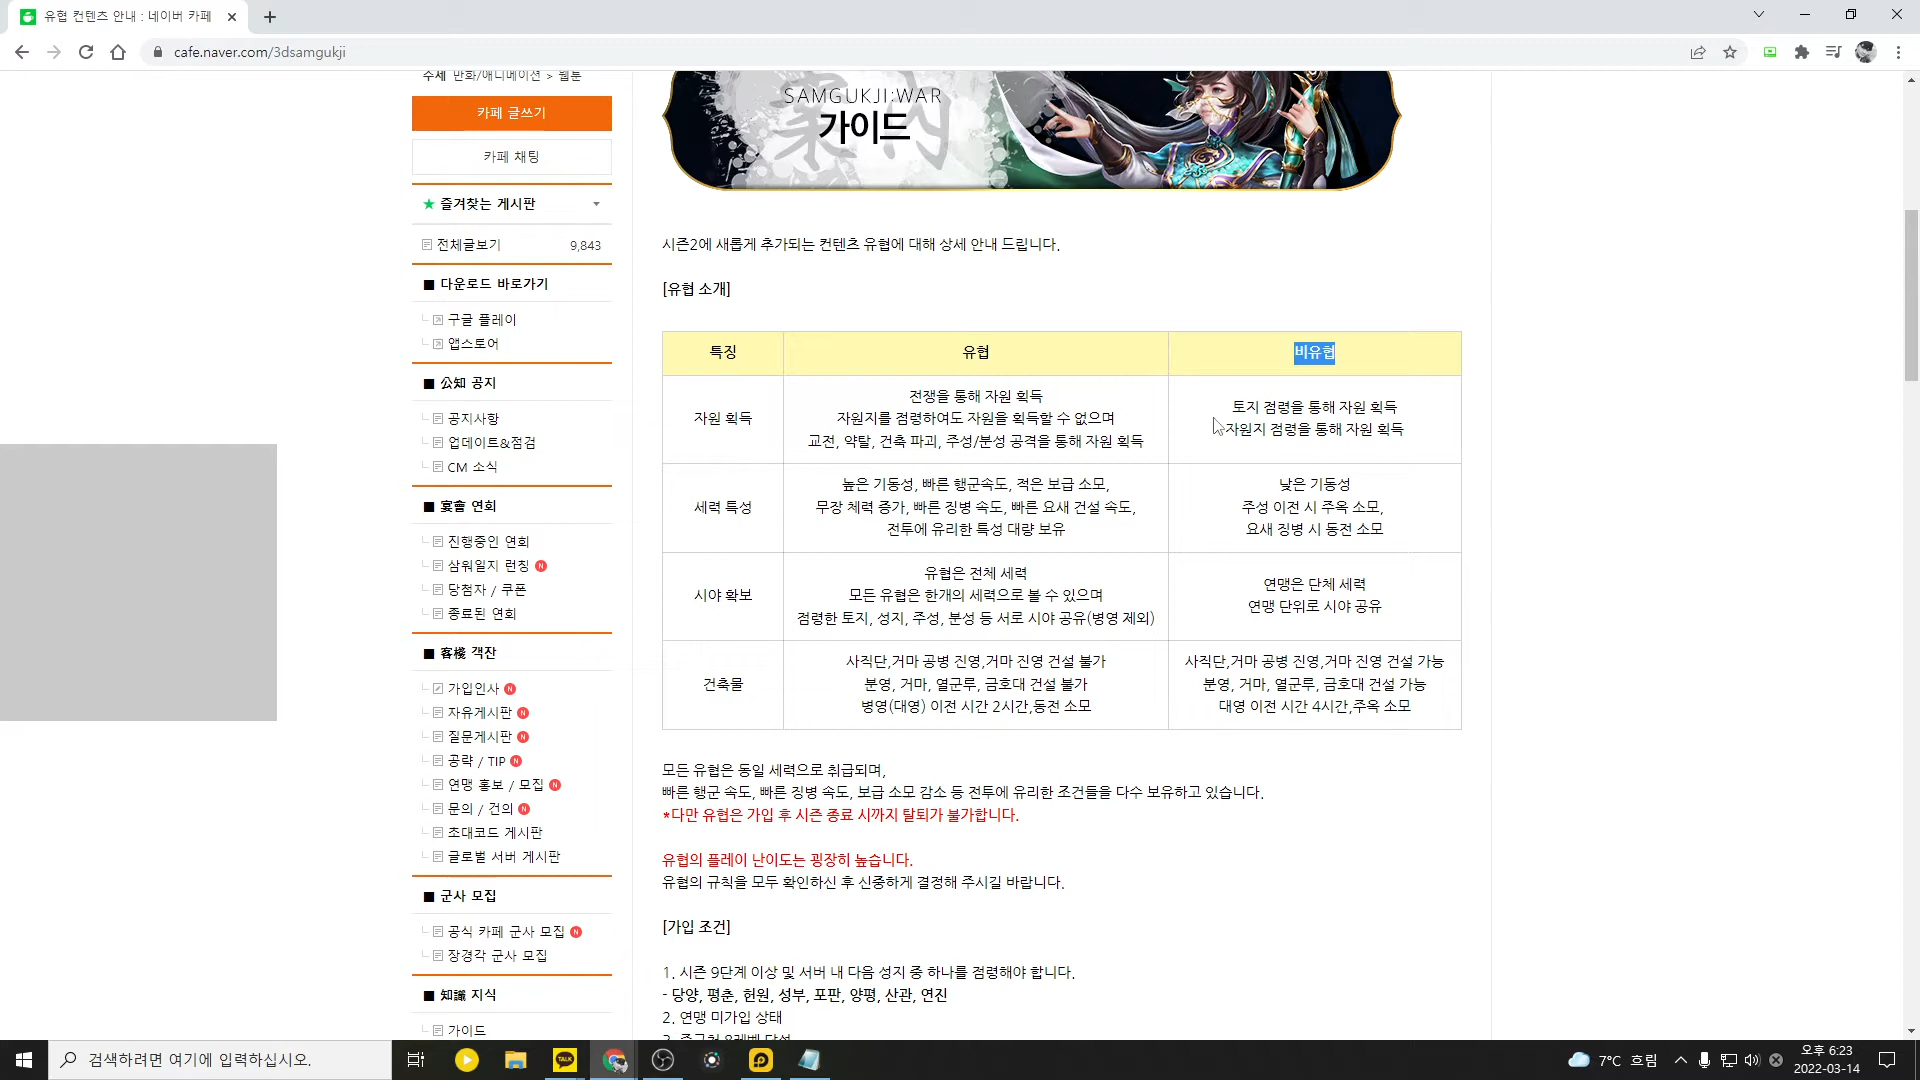 유협 컨텐츠 안내 : 네이버 카페
cafe.naver.com/3dsamgukji
주제 만화/애니메이션 > 웹툰
카페 글쓰기
카페 채팅
★ 즐겨찾는 게시판
전체글보기 9,843
■ 다운로드 바로가기
구글 플레이
앱스토어
■ 公知 공지
공지사항
업데이트&점검
CM 소식
■ 宴會 연회
진행중인 연회
삼워일지 런칭 N
당첨자 / 쿠폰
종료된 연회
■ 客棧 객잔
가입인사 N
자유게시판 N
질문게시판 N
공략 / TIP N
연맹 홍보 / 모집 N
문의 / 건의 N
초대코드 게시판
글로벌 서버 게시판
■ 군사 모집
공식 카페 군사 모집 N
장경각 군사 모집
■ 知識 지식
가이드
SAMGUKJI:WAR
가이드
시즌2에 새롭게 추가되는 컨텐츠 유협에 대해 상세 안내 드립니다.
[유협 소개]
특징 유협 비유협
자원 획득
전쟁을 통해 자원 획득
자원지를 점령하여도 자원을 획득할 수 없으며
교전, 약탈, 건축 파괴, 주성/분성 공격을 통해 자원 획득
토지 점령을 통해 자원 획득
자원지 점령을 통해 자원 획득
세력 특성
높은 기동성, 빠른 행군속도, 적은 보급 소모,
무장 체력 증가, 빠른 징병 속도, 빠른 요새 건설 속도,
전투에 유리한 특성 대량 보유
낮은 기동성
주성 이전 시 주옥 소모,
요새 징병 시 동전 소모
시야 확보
유협은 전체 세력
모든 유협은 한개의 세력으로 볼 수 있으며
점령한 토지, 성지, 주성, 분성 등 서로 시야 공유(병영 제외)
연맹은 단체 세력
연맹 단위로 시야 공유
건축물
사직단,거마 공병 진영,거마 진영 건설 불가
분영, 거마, 열군루, 금호대 건설 불가
병영(대영) 이전 시간 2시간,동전 소모
사직단,거마 공병 진영,거마 진영 건설 가능
분영, 거마, 열군루, 금호대 건설 가능
대영 이전 시간 4시간,주옥 소모
모든 유협은 동일 세력으로 취급되며,
빠른 행군 속도, 빠른 징병 속도, 보급 소모 감소 등 전투에 유리한 조건들을 다수 보유하고 있습니다.
*다만 유협은 가입 후 시즌 종료 시까지 탈퇴가 불가합니다.
유협의 플레이 난이도는 굉장히 높습니다.
유협의 규칙을 모두 확인하신 후 신중하게 결정해 주시길 바랍니다.
[가입 조건]
1. 시즌 9단계 이상 및 서버 내 다음 성지 중 하나를 점령해야 합니다.
- 당양, 평춘, 헌원, 성부, 포판, 양평, 산관, 연진
2. 연맹 미가입 상태
검색하려면 여기에 입력하십시오.
TALK
7°C 흐림
오후 6:23
2022-03-14